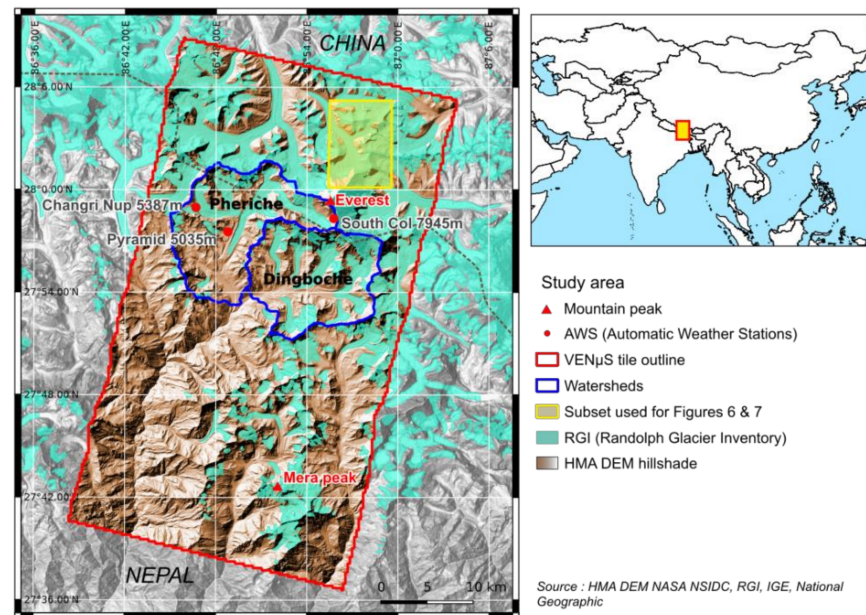 86°36.00'E
86°42.00'E
86°48.00'E
86°54.00'E
87°0.00'E
87°6.00'E
CHINA
28°6.00'N
28°0.00'N
27°54.00'N
27°48.00'N
27°42.00'N
27°36.00'N
Everest
Changri Nup 5387m
Pheriche
South Col 7945m
Pyramid 5035m
Dingboche
Mera peak
NEPAL
0 5 10 km
Study area
Mountain peak
AWS (Automatic Weather Stations)
VENµS tile outline
Watersheds
Subset used for Figures 6 & 7
RGI (Randolph Glacier Inventory)
HMA DEM hillshade
Source : HMA DEM NASA NSIDC, RGI, IGE, National
Geographic